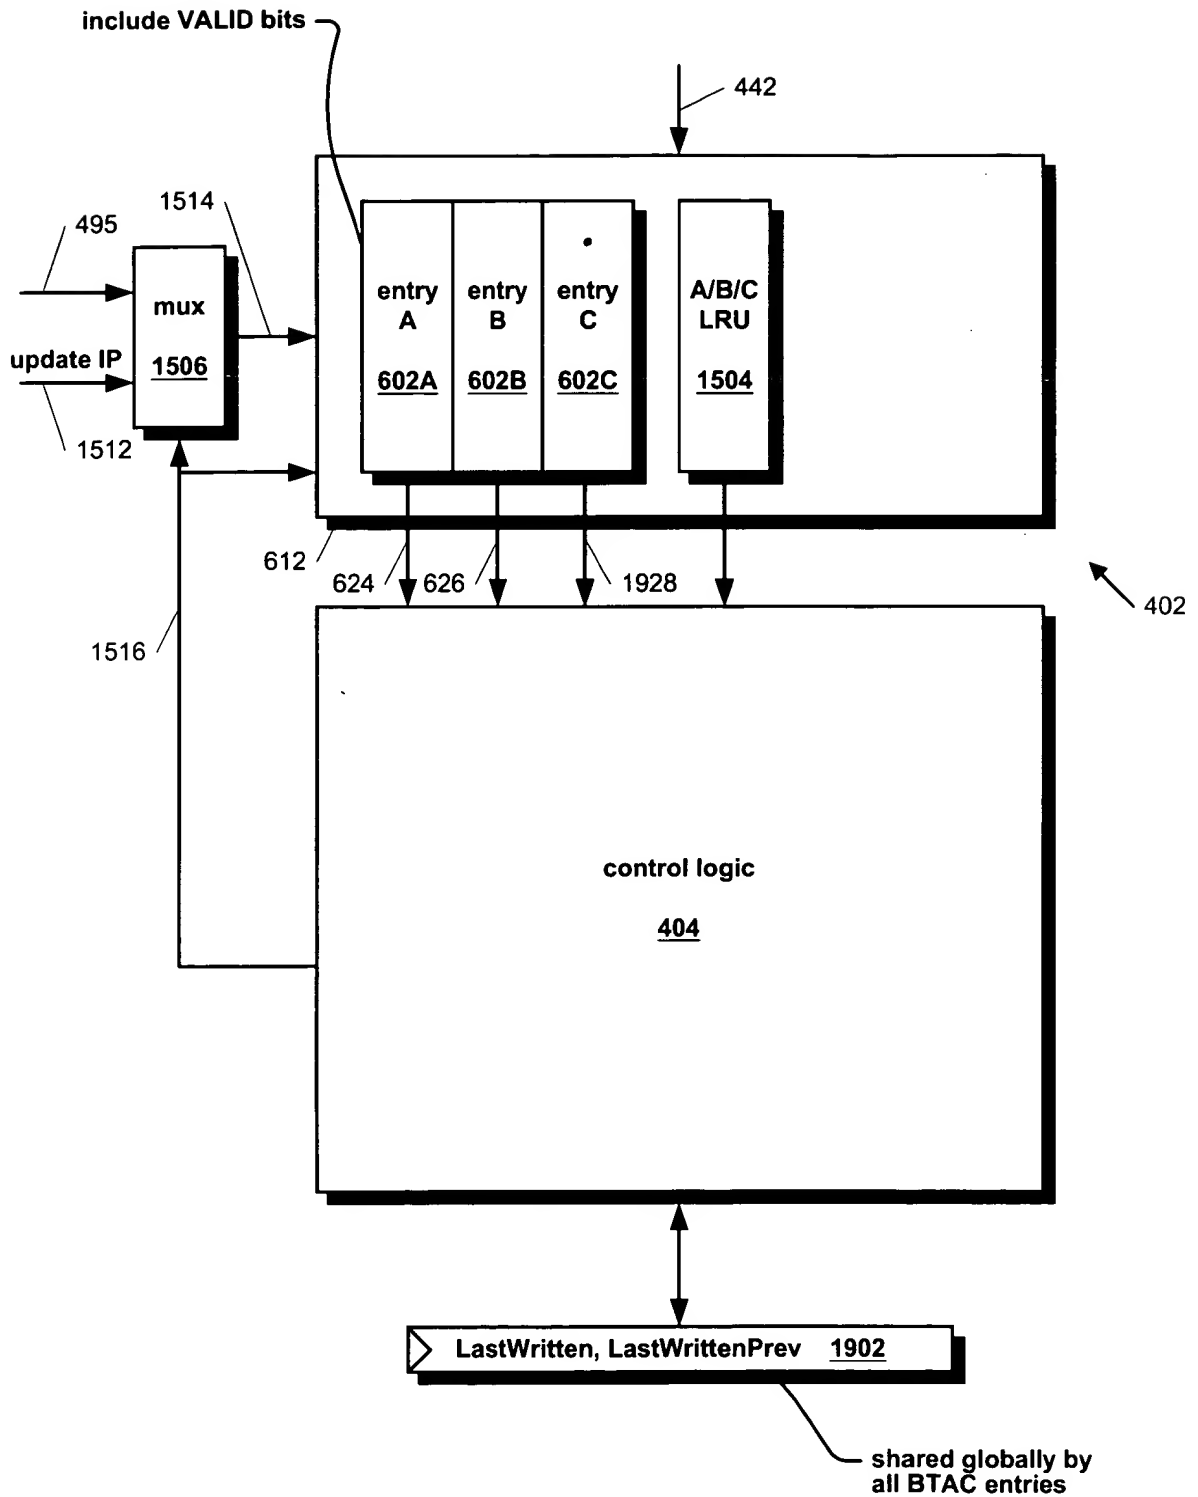 include VALID bits
442
1514
495
mux
1506
update IP
1512
entry A
602A
entry B
602B
entry C
602C
A/B/C LRU
1504
612
624
626
1928
402
1516
control logic
404
LastWritten, LastWrittenPrev 1902
shared globally by
all BTAC entries